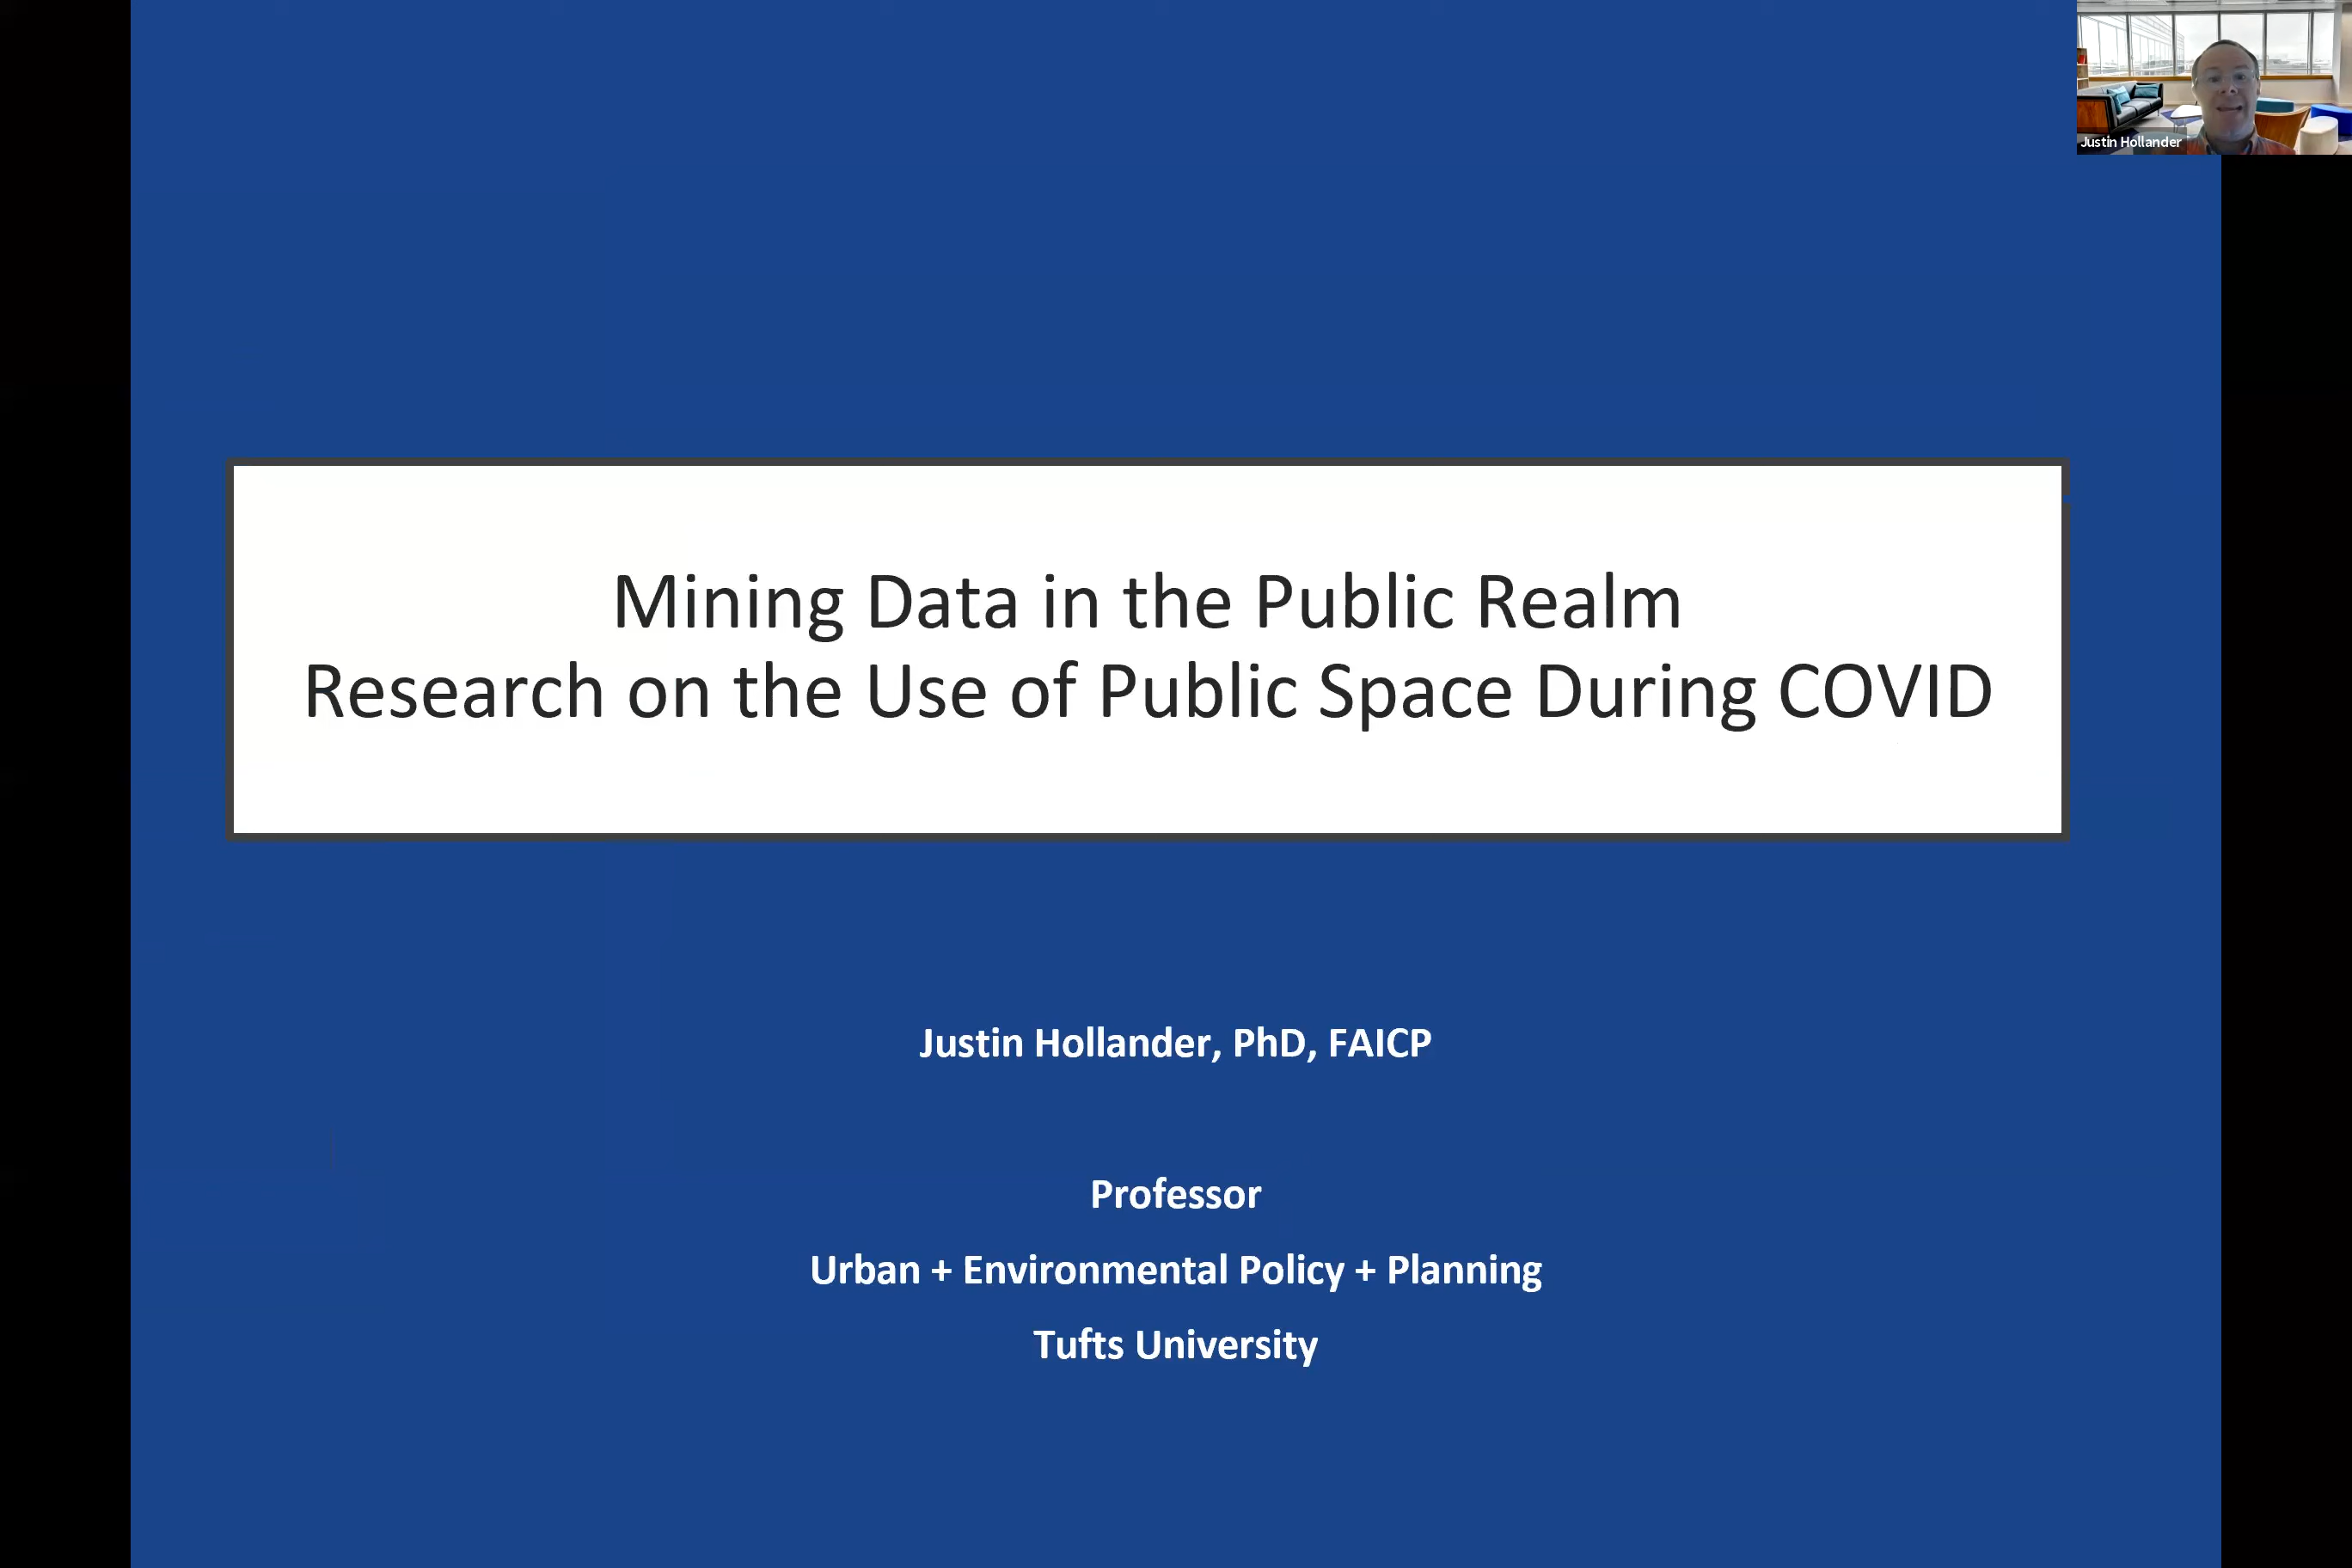 Justin Hollander
Mining Data in the Public Realm
Research on the Use of Public Space During COVID
Justin Hollander, PhD, FAICP
Professor
Urban + Environmental Policy + Planning
Tufts University